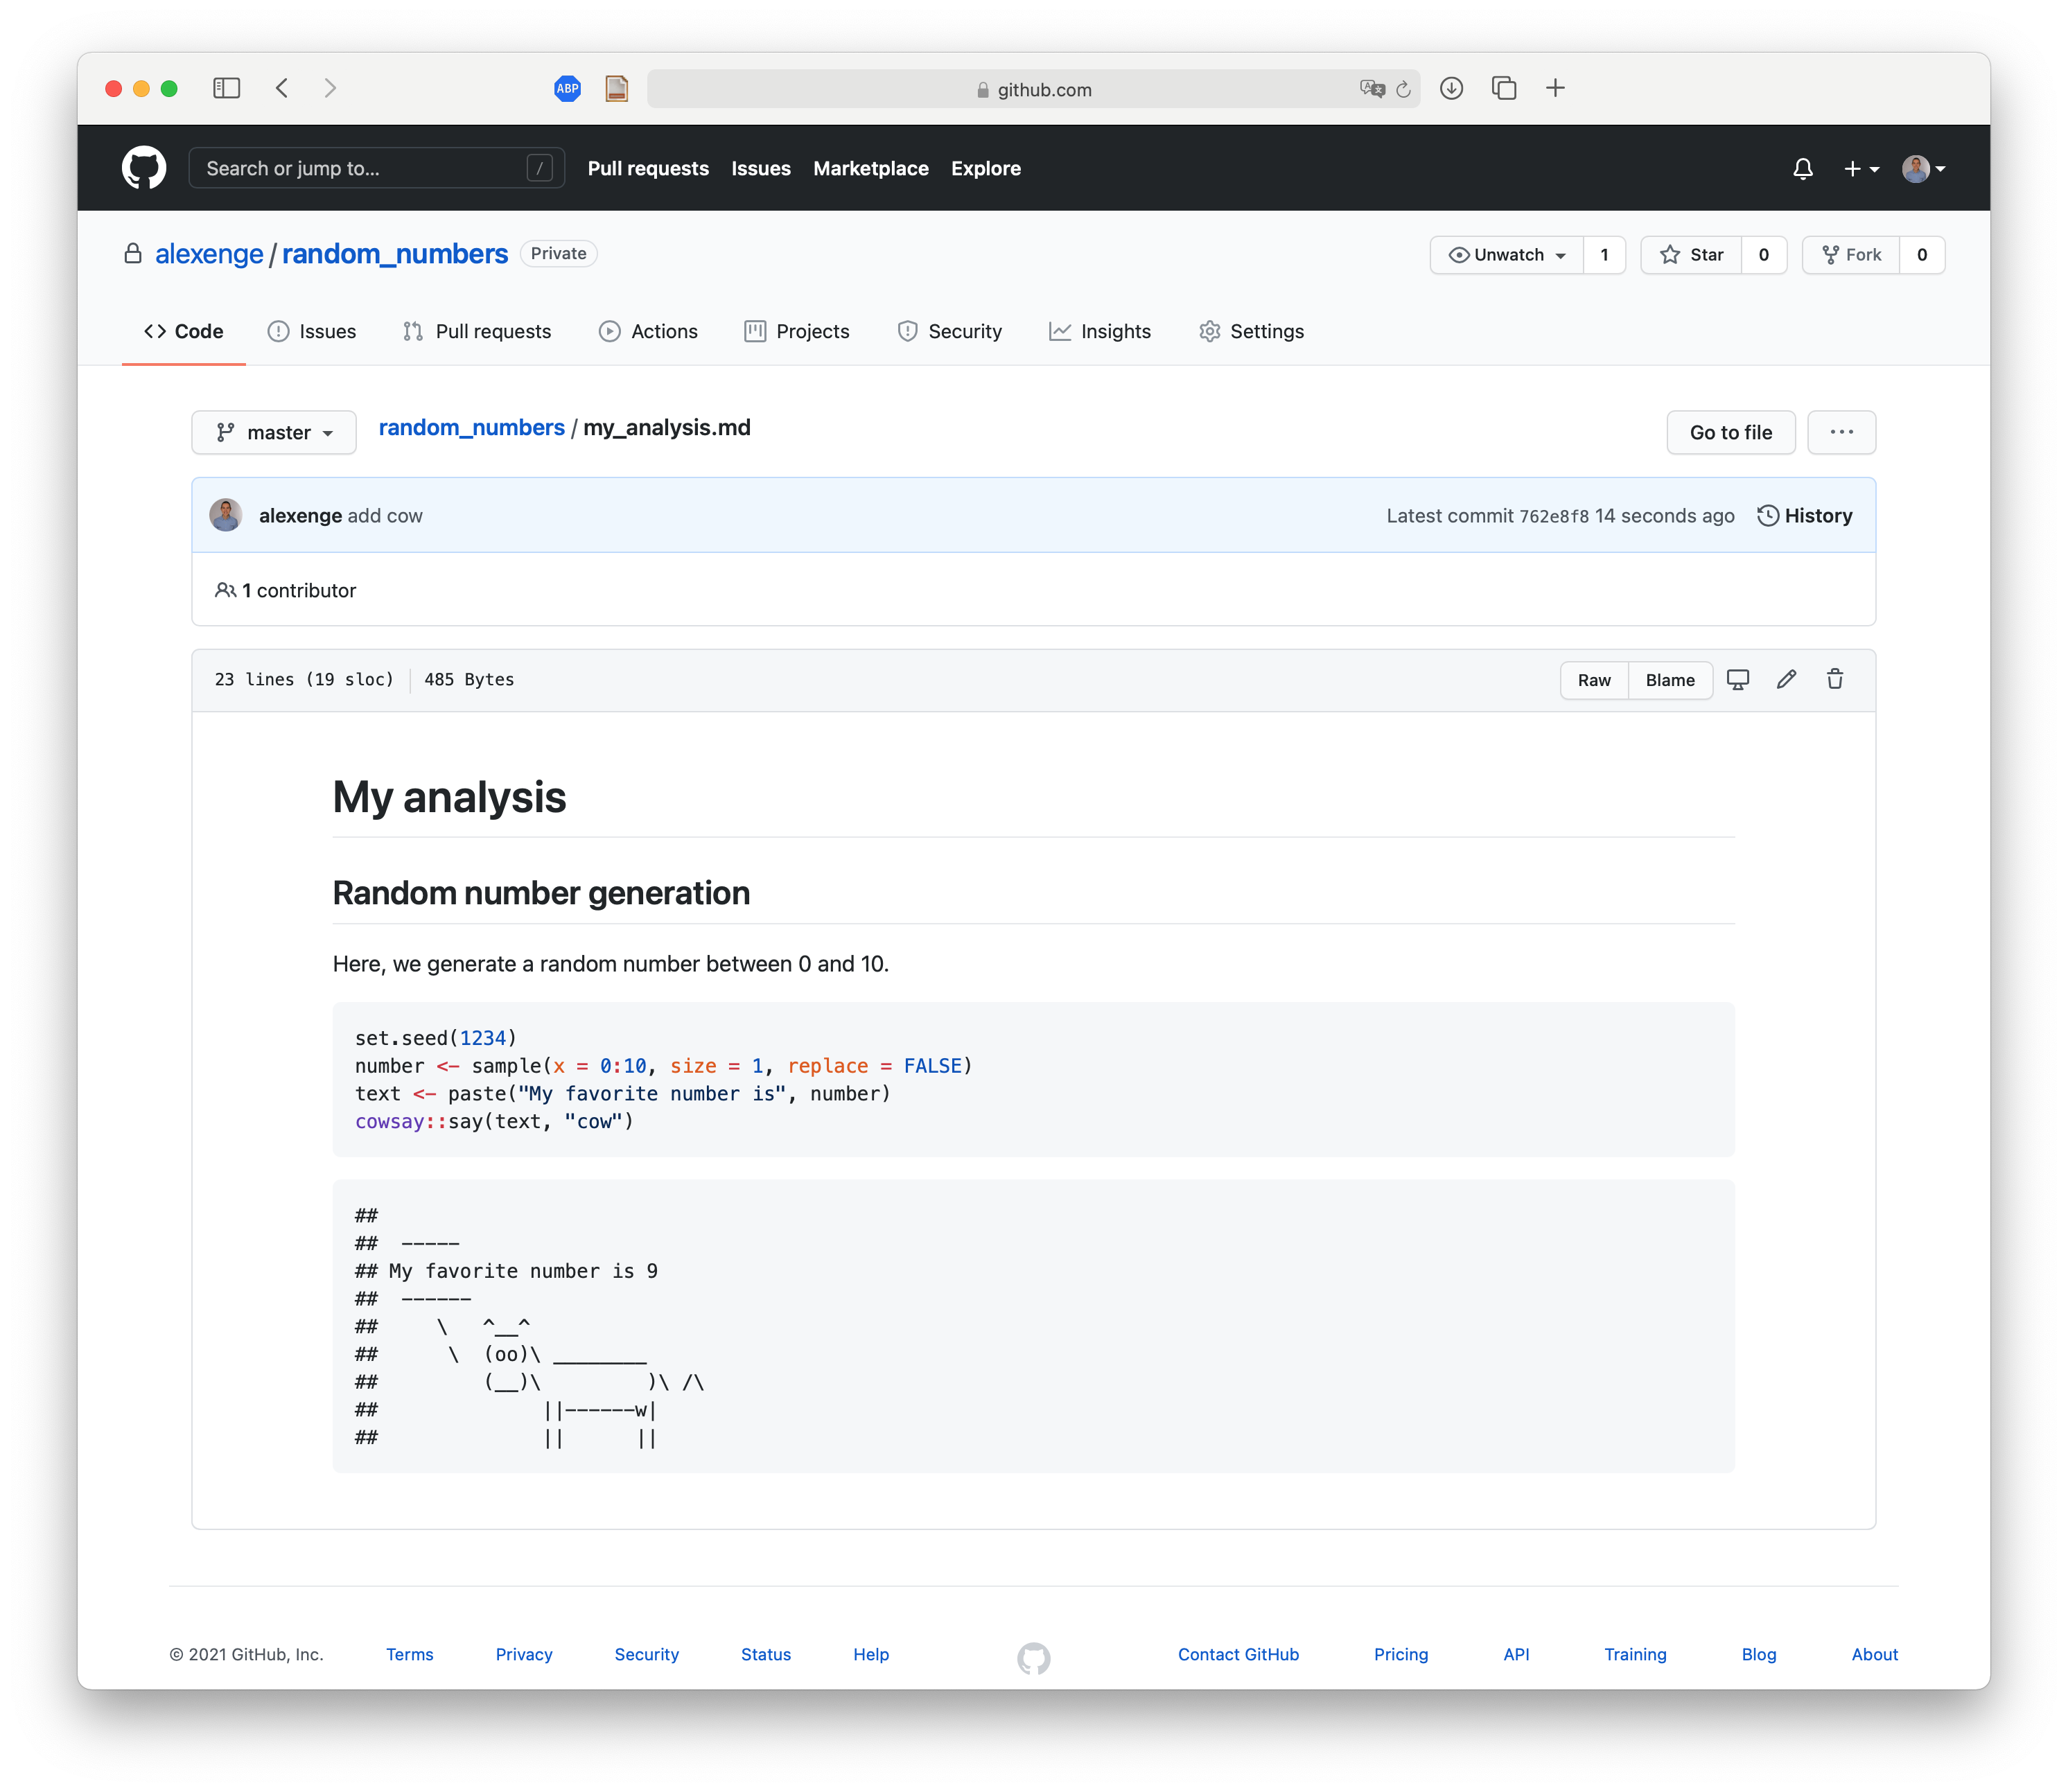 ABP github.com
Search or jump to... / Pull requests Issues Marketplace Explore
alexenge / random_numbers Private Unwatch 1 Star 0 Fork 0
Code Issues Pull requests Actions Projects Security Insights Settings
master random_numbers / my_analysis.md Go to file ...
alexenge add cow Latest commit 762e8f8 14 seconds ago History
1 contributor
23 lines (19 sloc) 485 Bytes Raw Blame
My analysis
Random number generation
Here, we generate a random number between 0 and 10.
set.seed(1234)
number <- sample(x = 0:10, size = 1, replace = FALSE)
text <- paste("My favorite number is", number)
cowsay::say(text, "cow")
##
##  -----
## My favorite number is 9
##  ------
##     \   ^__^
##      \  (oo)\ ________
##         (__)\         )\ /\
##              ||------w|
##              ||      ||
© 2021 GitHub, Inc. Terms Privacy Security Status Help Contact GitHub Pricing API Training Blog About